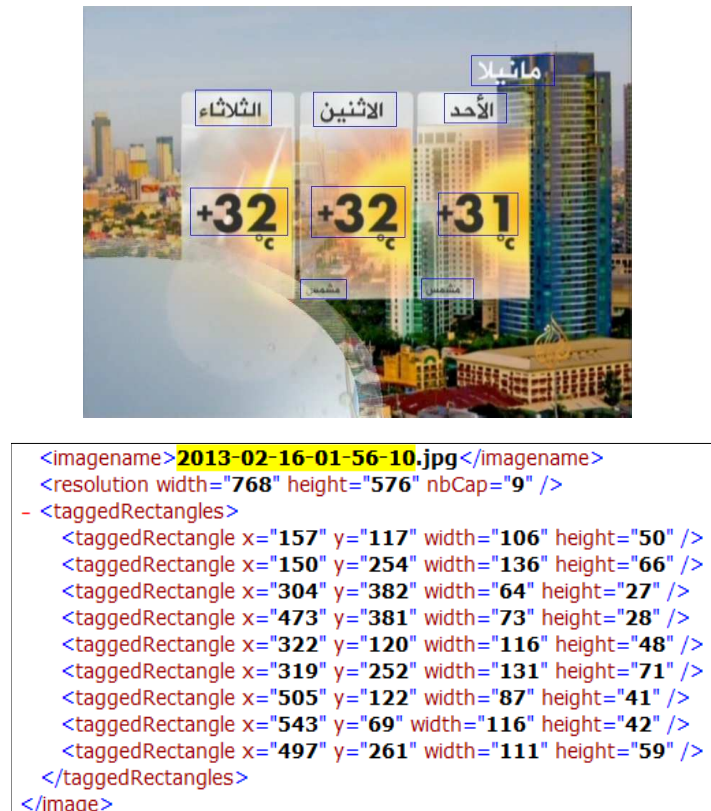 مانيلا
الأحد
الاثنين
الثلاثاء
+31°c
+32°c
+32°c
مشمس
مشمس
<imagename>2013-02-16-01-56-10.jpg</imagename>
<resolution width="768" height="576" nbCap="9" />
– <taggedRectangles>
<taggedRectangle x="157" y="117" width="106" height="50" />
<taggedRectangle x="150" y="254" width="136" height="66" />
<taggedRectangle x="304" y="382" width="64" height="27" />
<taggedRectangle x="473" y="381" width="73" height="28" />
<taggedRectangle x="322" y="120" width="116" height="48" />
<taggedRectangle x="319" y="252" width="131" height="71" />
<taggedRectangle x="505" y="122" width="87" height="41" />
<taggedRectangle x="543" y="69" width="116" height="42" />
<taggedRectangle x="497" y="261" width="111" height="59" />
</taggedRectangles>
</image>